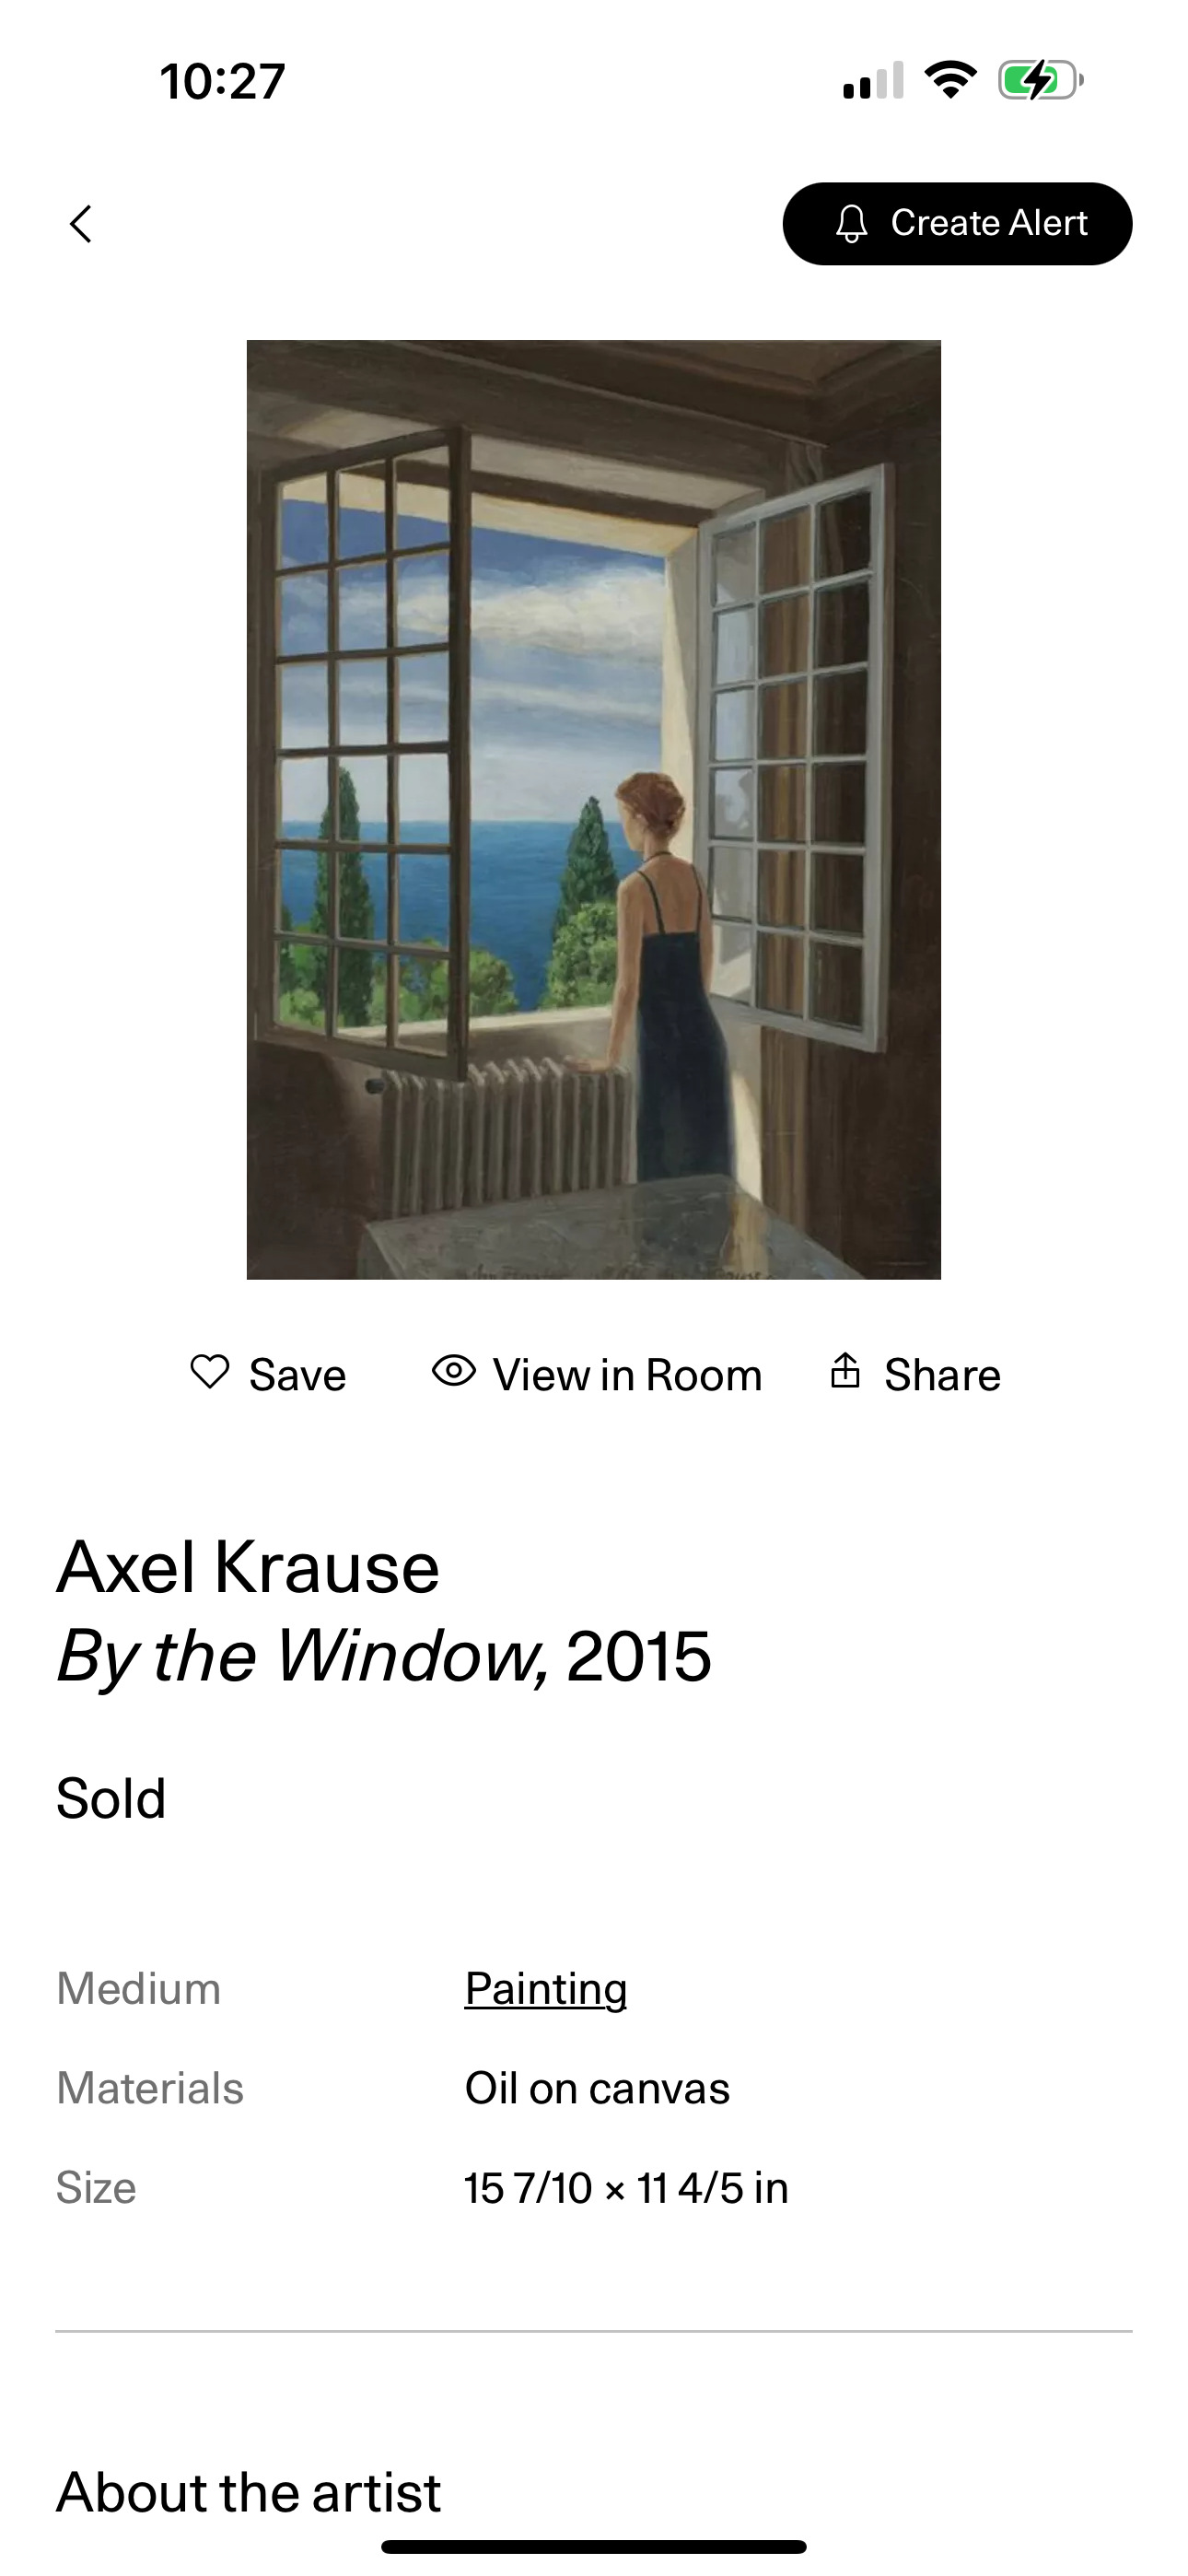 10:27
Create Alert
Save View in Room Share
Axel Krause
By the Window, 2015
Sold
Medium Painting
Materials Oil on canvas
Size 15 7/10 × 11 4/5 in
About the artist